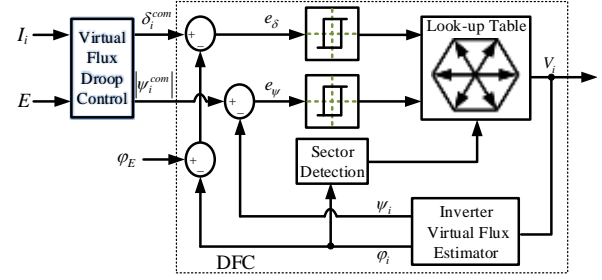 I_i
E
Virtual
Flux
Droop
Control
δ_i^{com}
|ψ_i^{com}|
φ_E
+
−
e_δ
+
−
e_ψ
+
−
Look-up Table
V_i
Sector
Detection
ψ_i
φ_i
Inverter
Virtual Flux
Estimator
DFC